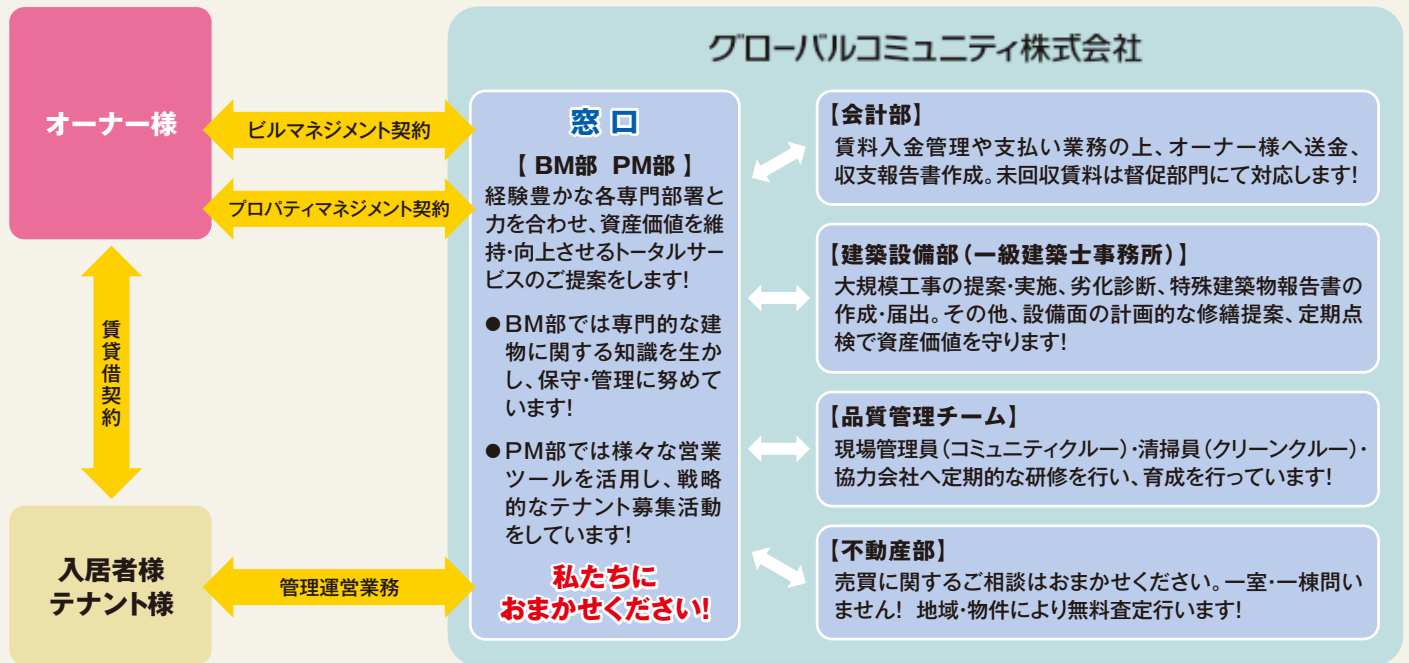 グローバルコミュニティ株式会社
オーナー様
ビルマネジメント契約
プロパティマネジメント契約
賃貸借契約
入居者様
テナント様
管理運営業務
窓口
【 BM部 PM部 】
経験豊かな各専門部署と
力を合わせ、資産価値を維
持・向上させるトータルサー
ビスのご提案をします!
●BM部では専門的な建
物に関する知識を生か
し、保守・管理に努めて
います!
●PM部では様々な営業
ツールを活用し、戦略
的なテナント募集活動
をしています!
私たちに
おまかせください!
【会計部】
賃料入金管理や支払い業務の上、オーナー様へ送金、
収支報告書作成。未回収賃料は督促部門にて対応します!
【建築設備部(一級建築士事務所)】
大規模工事の提案・実施、劣化診断、特殊建築物報告書の
作成・届出。その他、設備面の計画的な修繕提案、定期点
検で資産価値を守ります!
【品質管理チーム】
現場管理員(コミュニティクルー)・清掃員(クリーンクルー)・
協力会社へ定期的な研修を行い、育成を行っています!
【不動産部】
売買に関するご相談はおまかせください。一室・一棟問い
ません! 地域・物件により無料査定行います!